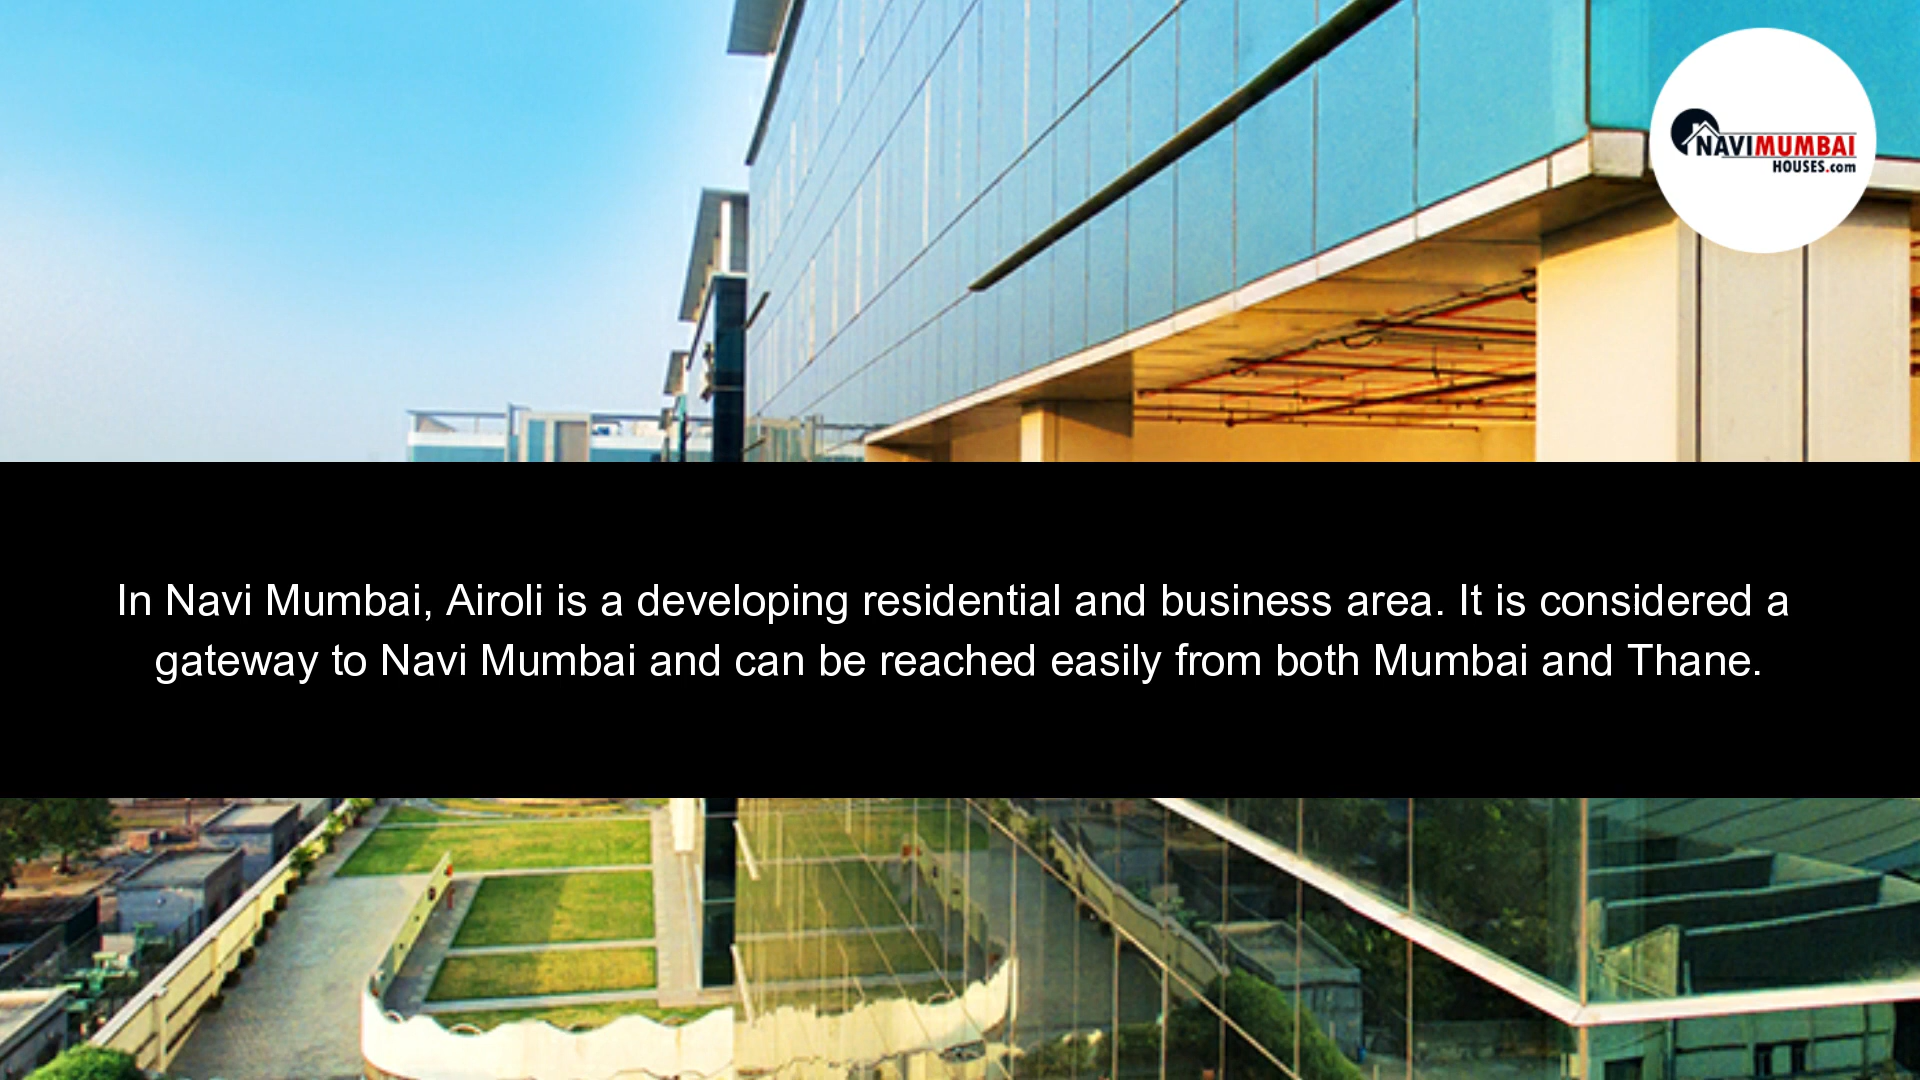 NAVIMUMBAI
HOUSES.com
In Navi Mumbai, Airoli is a developing residential and business area. It is considered a
gateway to Navi Mumbai and can be reached easily from both Mumbai and Thane.